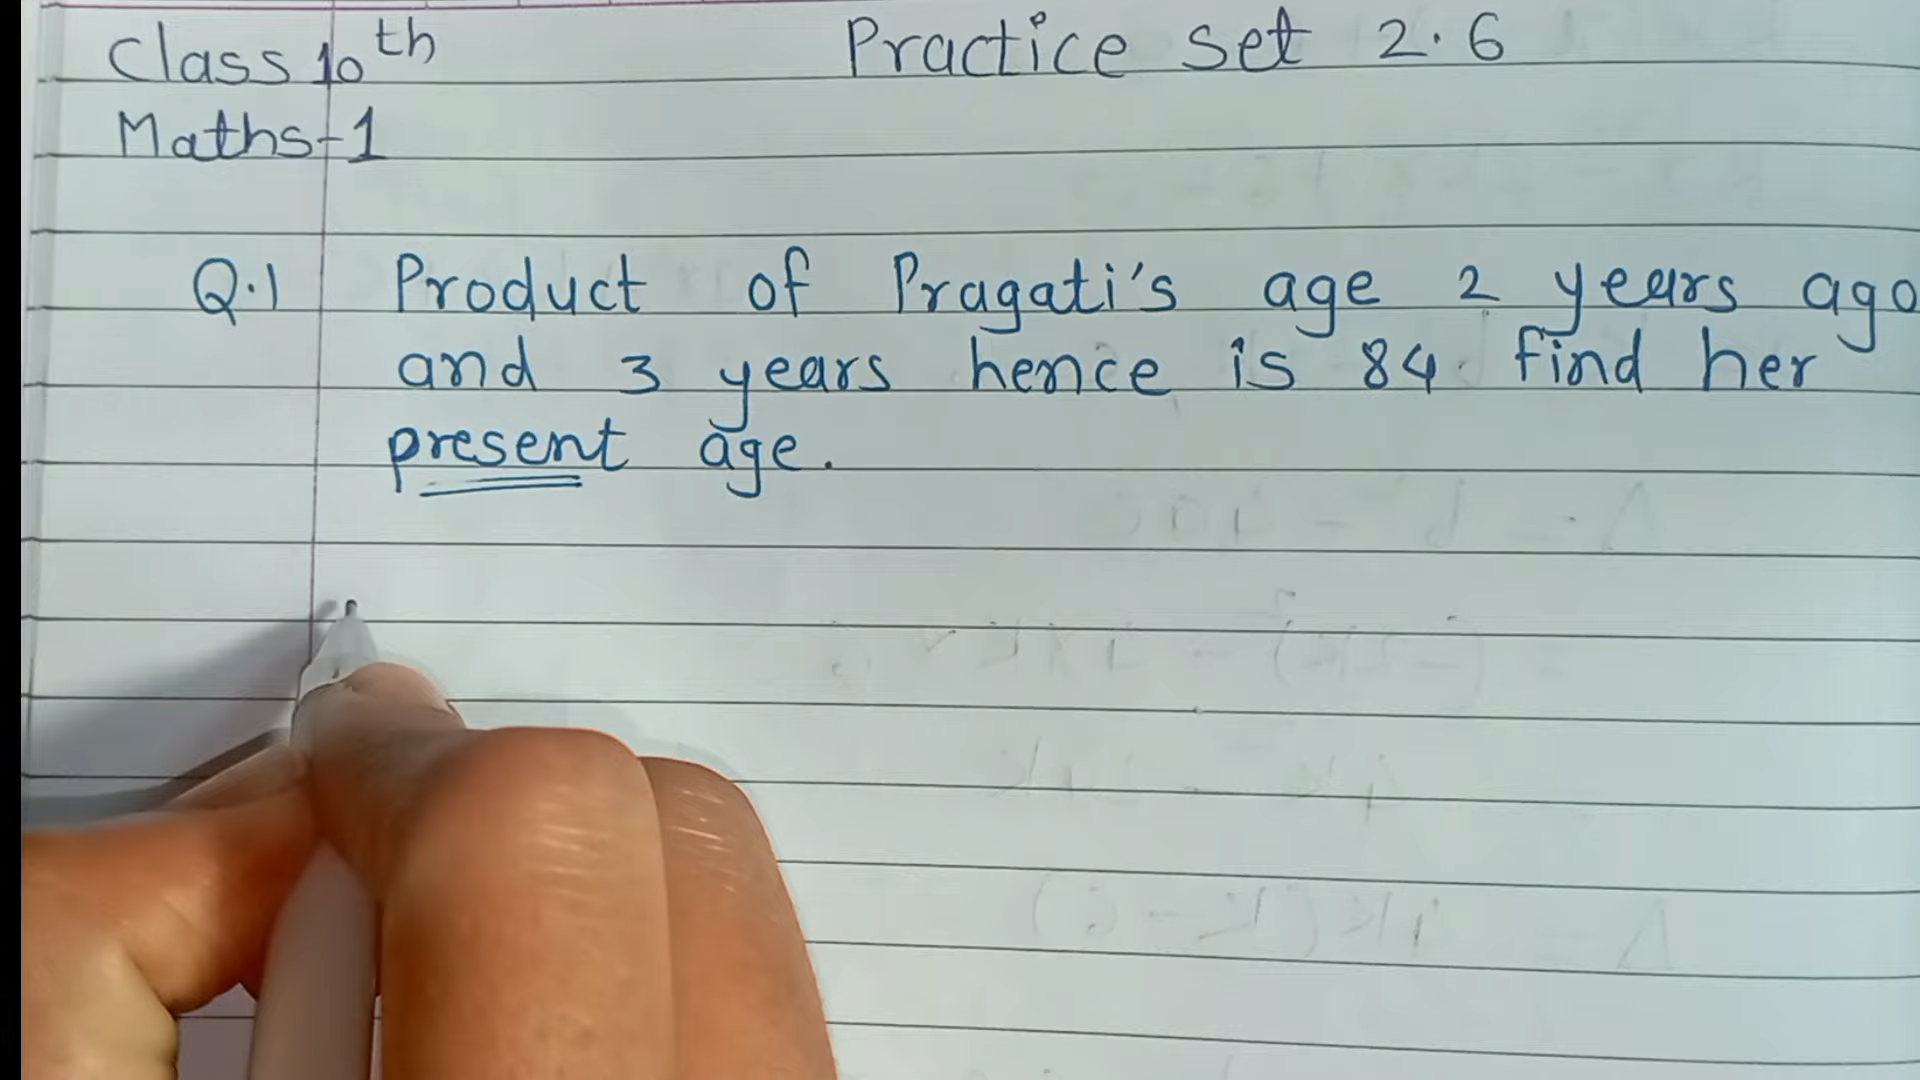 Class 10th
Practice set 2.6
Maths-1
Q.1 Product of Pragati's age 2 years ago
and 3 years hence is 84. find her
present age.